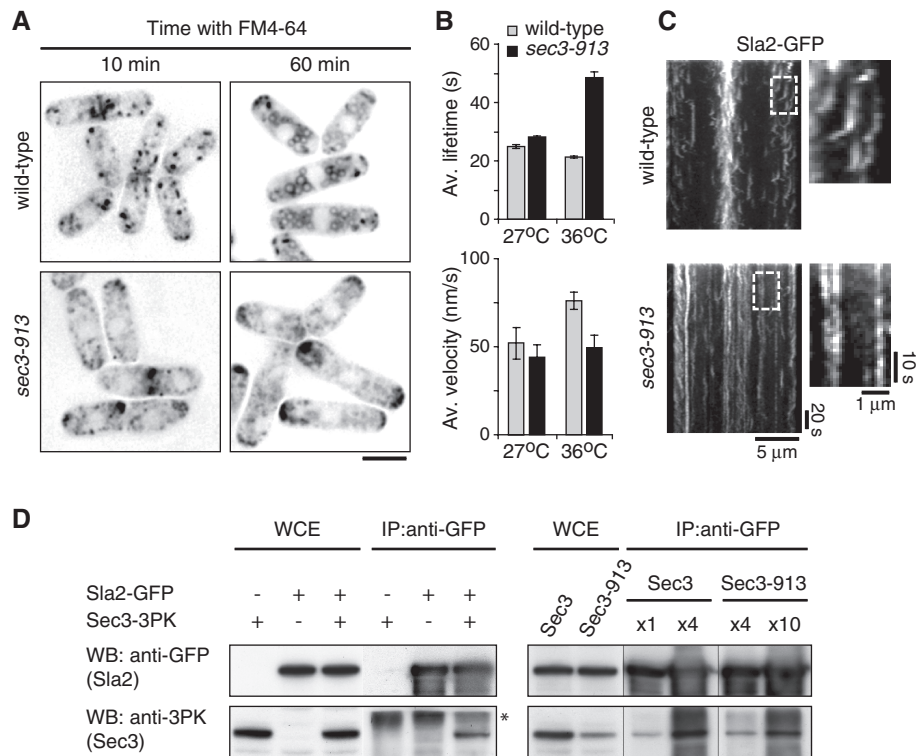 A
Time with FM4-64
10 min 60 min
wild-type
sec3-913
B
wild-type
sec3-913
Av. lifetime (s)
60
40
20
0
27°C 36°C
Av. velocity (nm/s)
100
50
0
27°C 36°C
C
Sla2-GFP
wild-type
sec3-913
10 s
1 μm
20 s
5 μm
D
WCE IP:anti-GFP WCE IP:anti-GFP
Sec3 Sec3-913 Sec3 Sec3-913
Sla2-GFP - + + - + +
Sec3-3PK + - + + - + x1 x4 x4 x10
WB: anti-GFP
(Sla2)
WB: anti-3PK
(Sec3)
*